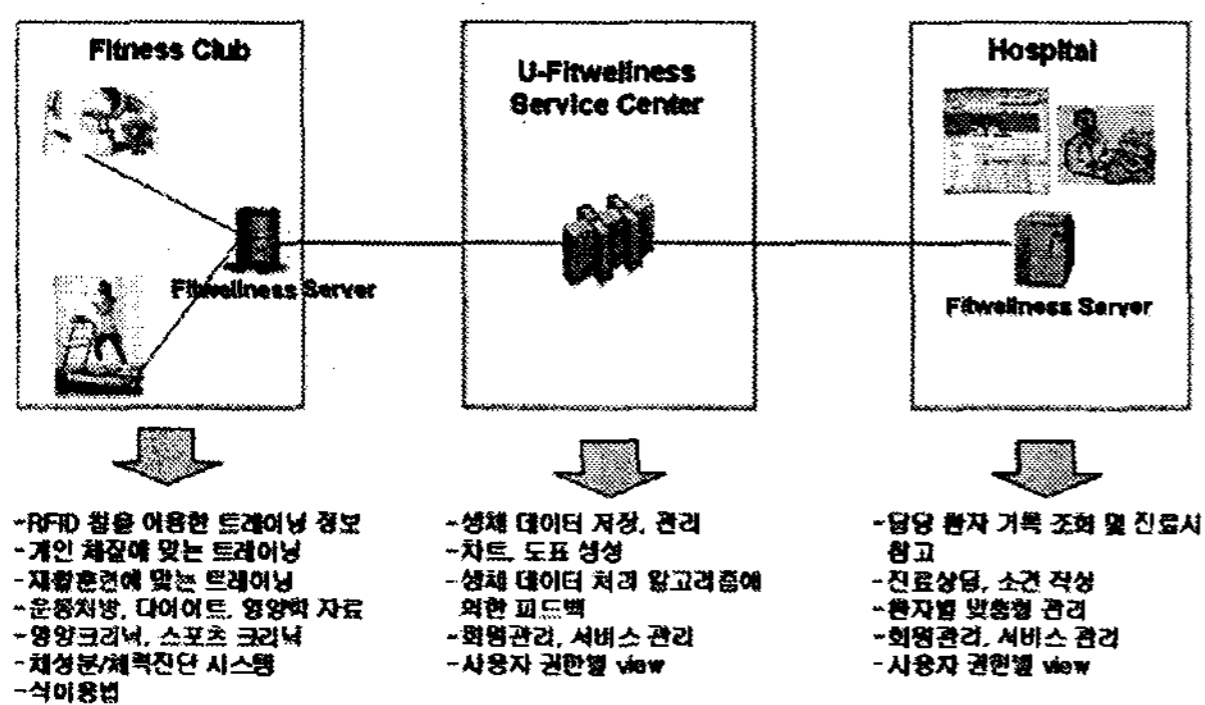 Fitness Club
Fitwellness Server
U-Fitwellness
Service Center
Hospital
Fitwellness Server
-RFID 칩을 이용한 트레이닝 정보
-개인 체질에 맞는 트레이닝
-재활훈련에 맞는 트레이닝
-운동처방, 다이어트, 영양학 자료
-영양크리닉, 스포츠 크리닉
-체성분/체력진단 시스템
-식이용법
-생체 데이터 저장, 관리
-차트, 도표 생성
-생체 데이터 처리 알고리즘에
의한 피드백
-회원관리, 서비스 관리
-사용자 권한별 view
-담당 환자 기록 조회 및 진료시
참고
-진료상담, 소견 작성
-환자별 맞춤형 관리
-회원관리, 서비스 관리
-사용자 권한별 view